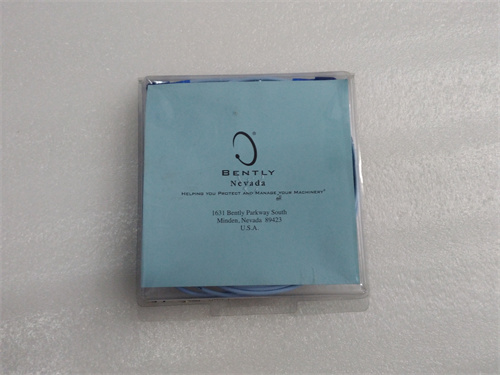 ®
BENTLY
Nevada
HELPING YOU PROTECT AND MANAGE YOUR MACHINERY®
1631 Bently Parkway South
Minden, Nevada 89423
U.S.A.